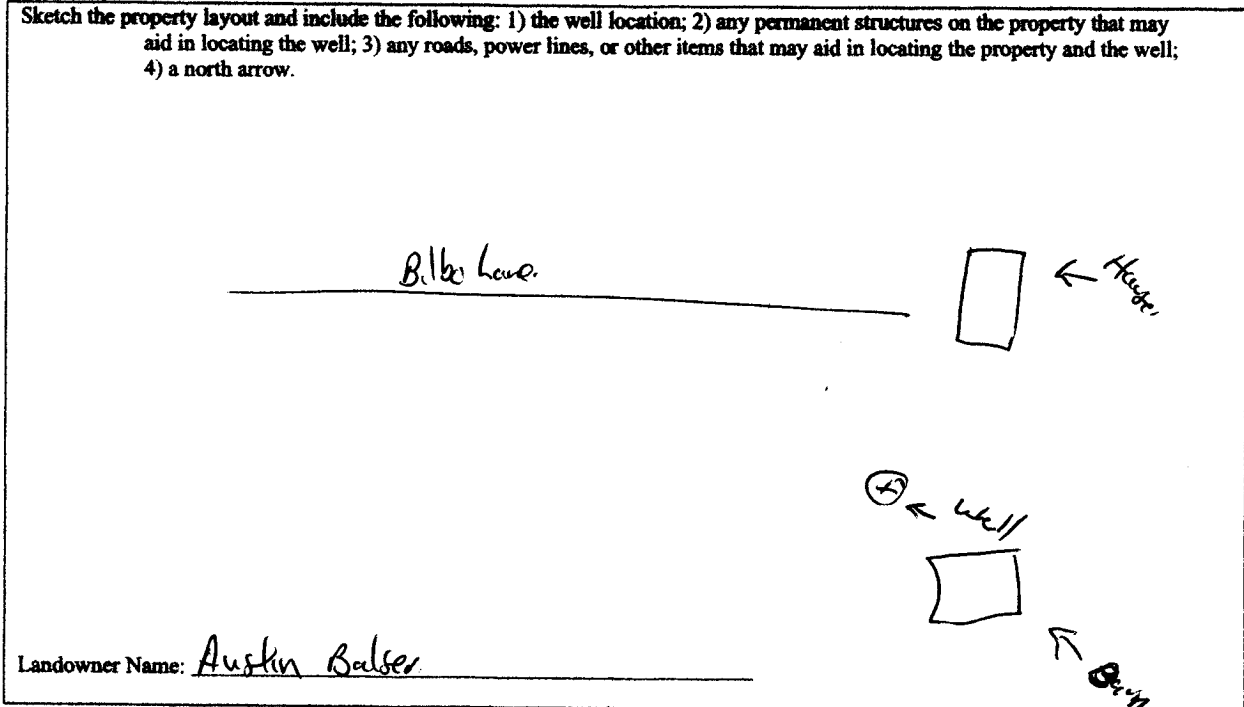 Sketch the property layout and include the following: 1) the well location; 2) any permanent structures on the property that may
aid in locating the well; 3) any roads, power lines, or other items that may aid in locating the property and the well;
4) a north arrow.
Bilbo Lane.
House.
Well
Barn
Landowner Name: Austin Balser